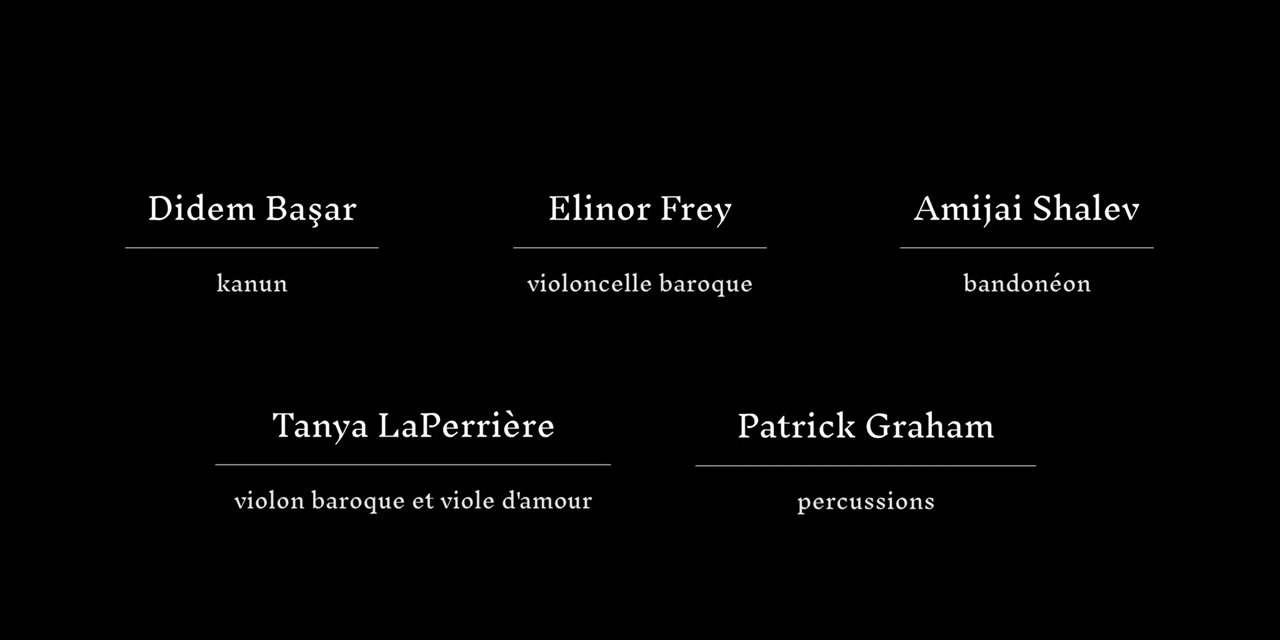 Didem Başar
kanun
Elinor Frey
violoncelle baroque
Amijai Shalev
bandonéon
Tanya LaPerrière
violon baroque et viole d'amour
Patrick Graham
percussions